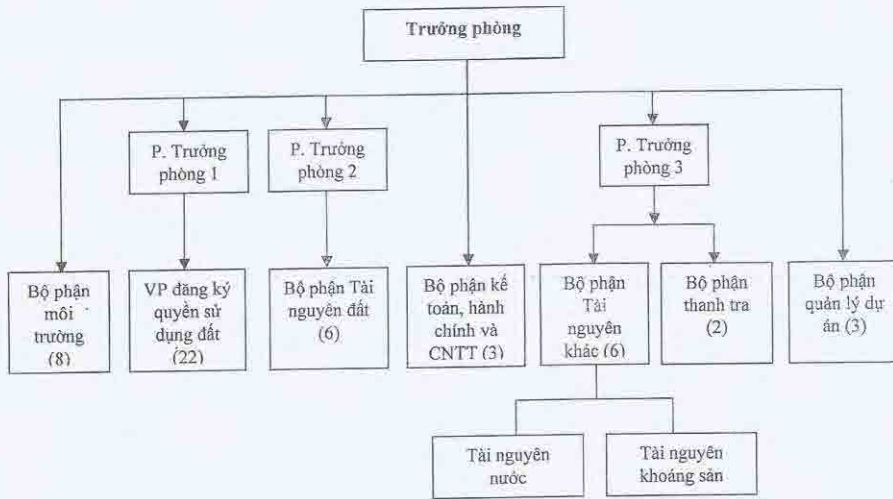 Trưởng phòng
P. Trưởng
phòng 1
P. Trưởng
phòng 2
P. Trưởng
phòng 3
Bộ phận
môi
trường
(8)
VP đăng ký
quyền sử
dụng đất
(22)
Bộ phận Tài
nguyên đất
(6)
Bộ phận kế
toán, hành
chính và
CNTT (3)
Bộ phận
Tài
nguyên
khác (6)
Bộ phận
thanh tra
(2)
Bộ phận
quản lý dự
án (3)
Tài nguyên
nước
Tài nguyên
khoáng sản